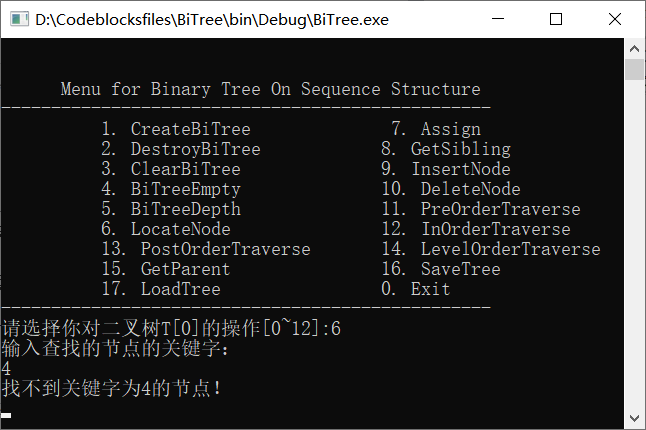 D:\Codeblocksfiles\BiTree\bin\Debug\BiTree.exe
Menu for Binary Tree On Sequence Structure
-------------------------------------------------
1. CreateBiTree 7. Assign
2. DestroyBiTree 8. GetSibling
3. ClearBiTree 9. InsertNode
4. BiTreeEmpty 10. DeleteNode
5. BiTreeDepth 11. PreOrderTraverse
6. LocateNode 12. InOrderTraverse
13. PostOrderTraverse 14. LevelOrderTraverse
15. GetParent 16. SaveTree
17. LoadTree 0. Exit
-------------------------------------------------
请选择你对二叉树T[0]的操作[0~12]:6
输入查找的节点的关键字:
4
找不到关键字为4的节点!